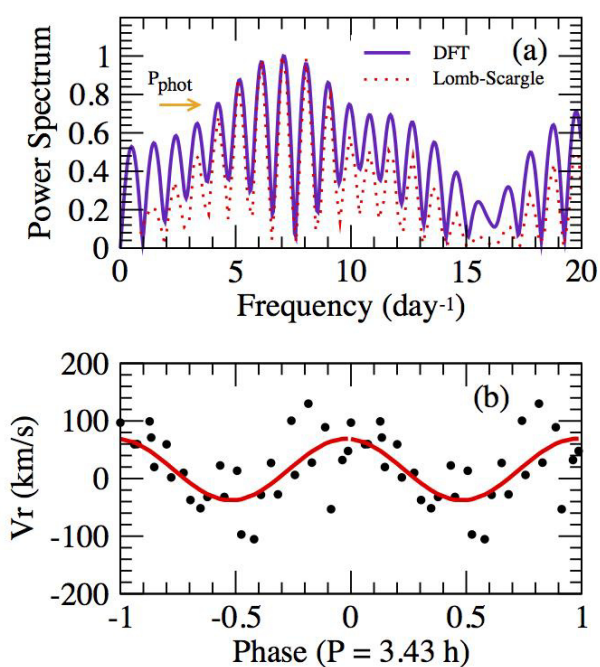 (a)
DFT
Lomb-Scargle
P_phot
1
0.8
0.6
0.4
0.2
0
Power Spectrum
0 5 10 15 20
Frequency (day-1)
(b)
200
100
0
-100
-200
Vr (km/s)
-1 -0.5 0 0.5 1
Phase (P = 3.43 h)